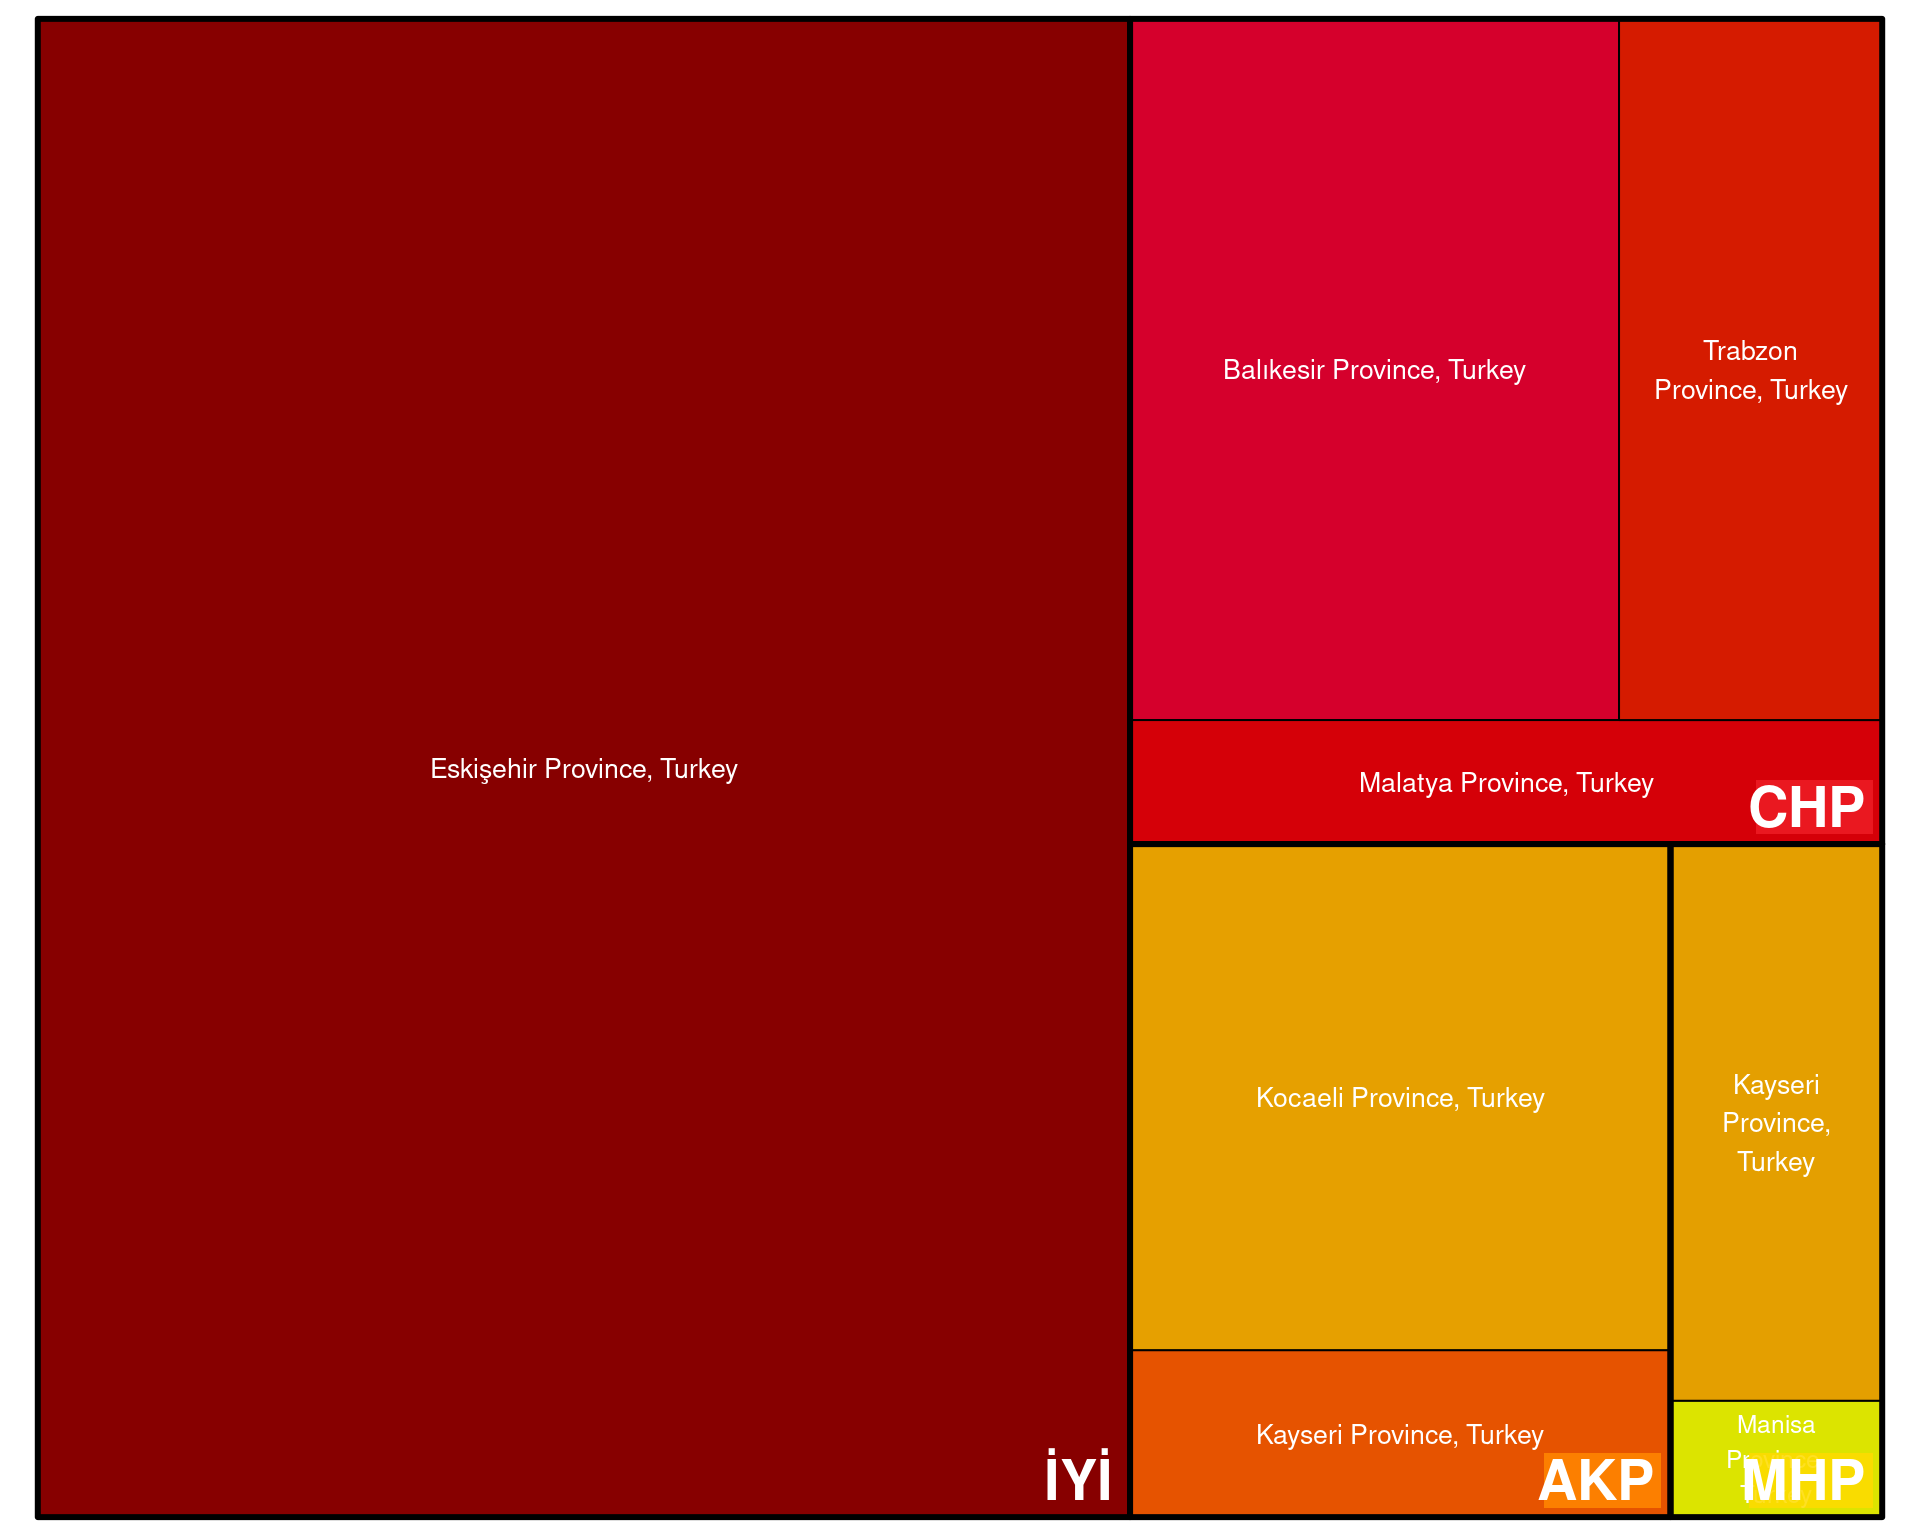 Eskişehir Province, Turkey
İYİ
Balıkesir Province, Turkey
Trabzon
Province, Turkey
Malatya Province, Turkey
CHP
Kocaeli Province, Turkey
Kayseri Province, Turkey
AKP
Kayseri
Province,
Turkey
Manisa
MHP